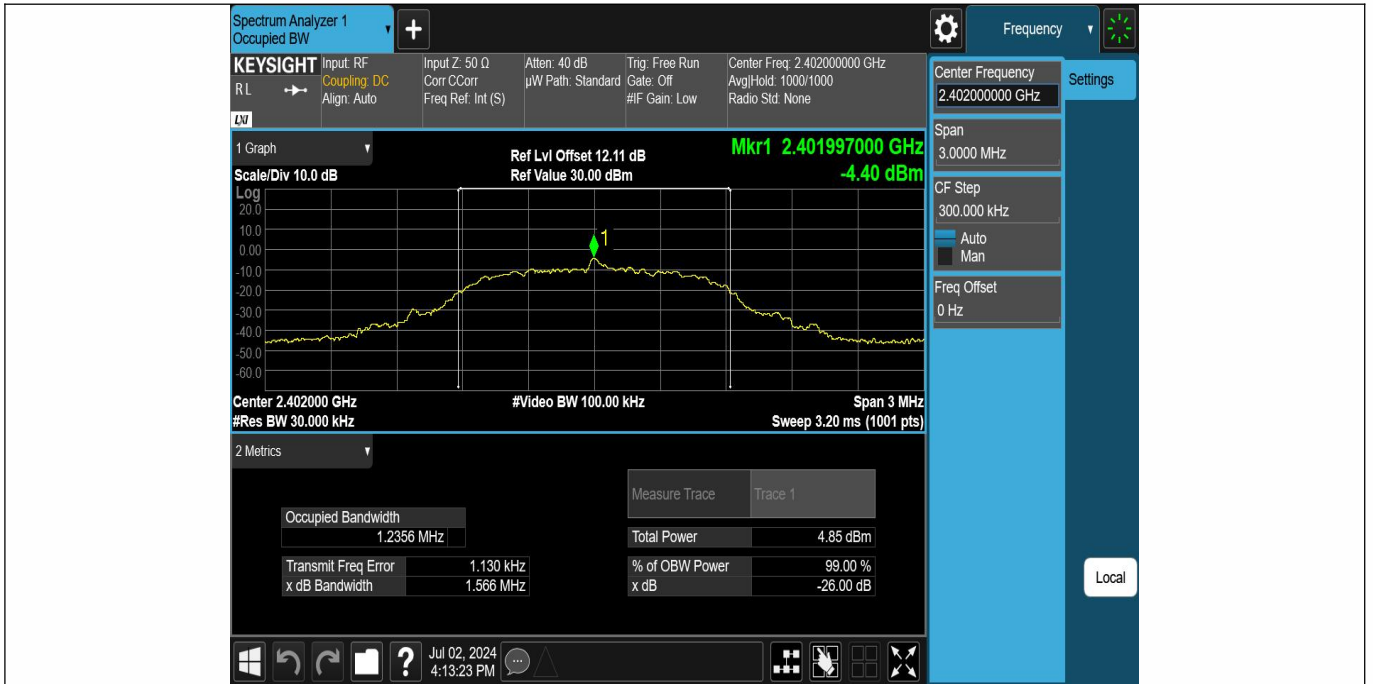 Spectrum Analyzer 1
Occupied BW
+
Frequency
KEYSIGHT
RL
LXI
Input: RF
Coupling: DC
Align: Auto
Input Z: 50 Ω
Corr CCorr
Freq Ref: Int (S)
Atten: 40 dB
µW Path: Standard
Trig: Free Run
Gate: Off
#IF Gain: Low
Center Freq: 2.402000000 GHz
Avg|Hold: 1000/1000
Radio Std: None
Center Frequency
2.402000000 GHz
Settings
Span
3.0000 MHz
CF Step
300.000 kHz
Auto
Man
Freq Offset
0 Hz
Local
1 Graph
Scale/Div 10.0 dB
Ref Lvl Offset 12.11 dB
Ref Value 30.00 dBm
Mkr1 2.401997000 GHz
-4.40 dBm
Log
20.0
10.0
0.00
-10.0
-20.0
-30.0
-40.0
-50.0
-60.0
1
Center 2.402000 GHz
#Video BW 100.00 kHz
Span 3 MHz
#Res BW 30.000 kHz
Sweep 3.20 ms (1001 pts)
2 Metrics
Measure Trace Trace 1
Occupied Bandwidth
1.2356 MHz
Total Power 4.85 dBm
Transmit Freq Error 1.130 kHz
% of OBW Power 99.00 %
x dB Bandwidth 1.566 MHz
x dB -26.00 dB
?
Jul 02, 2024
4:13:23 PM